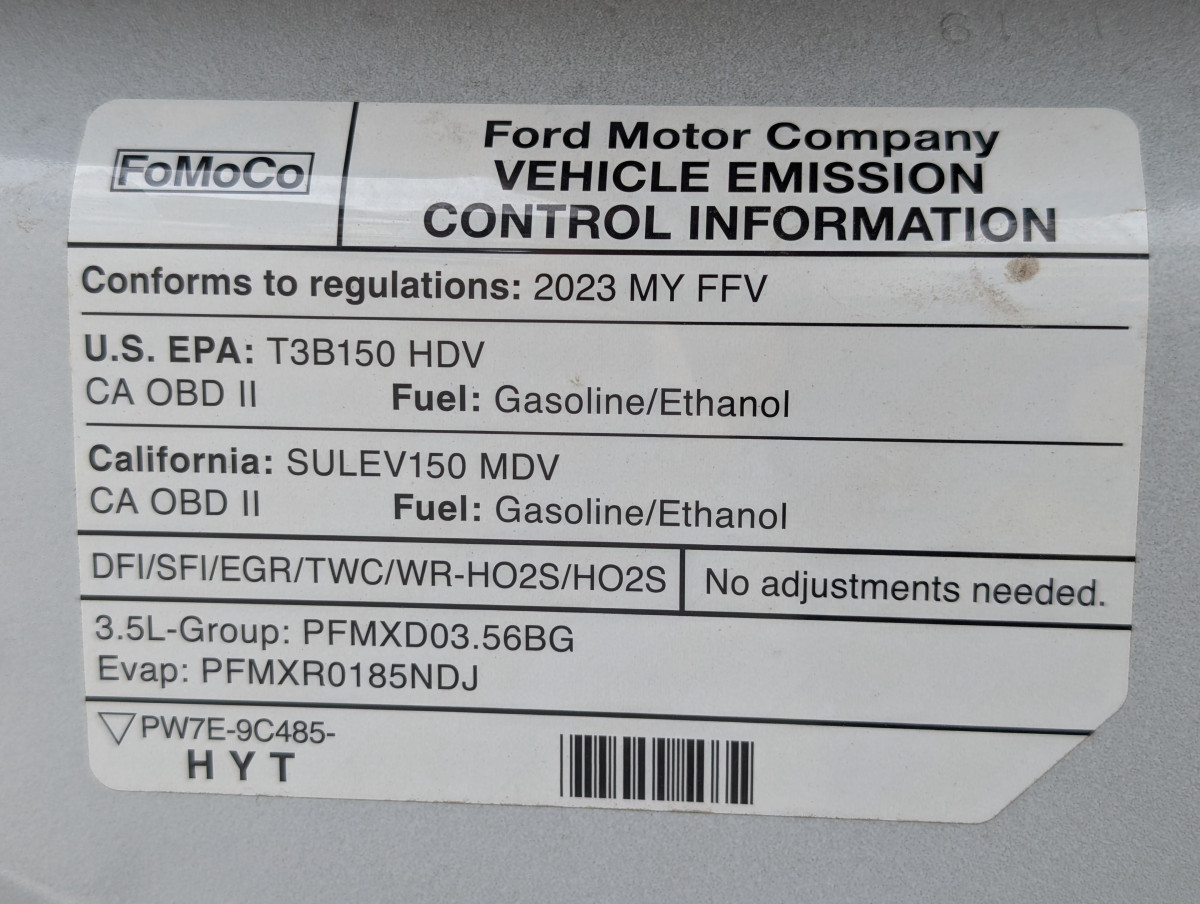 FoMoCo
Ford Motor Company
VEHICLE EMISSION
CONTROL INFORMATION
Conforms to regulations: 2023 MY FFV
U.S. EPA: T3B150 HDV
CA OBD II Fuel: Gasoline/Ethanol
California: SULEV150 MDV
CA OBD II Fuel: Gasoline/Ethanol
DFI/SFI/EGR/TWC/WR-HO2S/HO2S
No adjustments needed.
3.5L-Group: PFMXD03.56BG
Evap: PFMXR0185NDJ
PW7E-9C485-
HYT